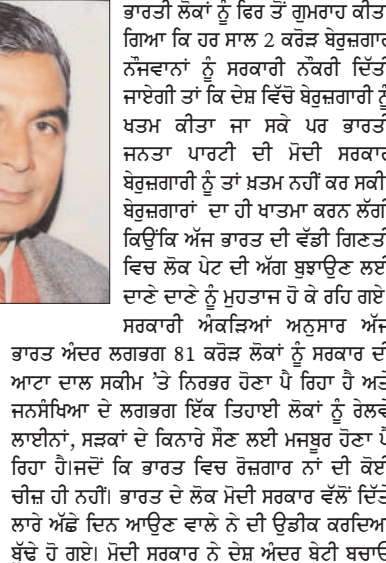 ਭਾਰਤੀ ਲੋਕਾਂ ਨੂੰ ਫਿਰ ਤੋਂ ਗੁਮਰਾਹ ਕੀਤਾ
ਗਿਆ ਕਿ ਹਰ ਸਾਲ 2 ਕਰੋੜ ਬੇਰੁਜ਼ਗਾਰ
ਨੌਜਵਾਨਾਂ ਨੂੰ ਸਰਕਾਰੀ ਨੌਕਰੀ ਦਿੱਤੀ
ਜਾਏਗੀ ਤਾਂ ਕਿ ਦੇਸ਼ ਵਿੱਚੋ ਬੇਰੁਜ਼ਗਾਰੀ ਨੂੰ
ਖਤਮ ਕੀਤਾ ਜਾ ਸਕੇ ਪਰ ਭਾਰਤੀ
ਜਨਤਾ ਪਾਰਟੀ ਦੀ ਮੋਦੀ ਸਰਕਾਰ
ਬੇਰੁਜ਼ਗਾਰੀ ਨੂੰ ਤਾਂ ਖ਼ਤਮ ਨਹੀਂ ਕਰ ਸਕੀ
ਬੇਰੁਜ਼ਗਾਰਾਂ ਦਾ ਹੀ ਖਾਤਮਾ ਕਰਨ ਲੱਗੀ
ਕਿਉਂਕਿ ਅੱਜ ਭਾਰਤ ਦੀ ਵੱਡੀ ਗਿਣਤੀ
ਵਿਚ ਲੋਕ ਪੇਟ ਦੀ ਅੱਗ ਬੁਝਾਉਣ ਲਈ
ਦਾਣੇ ਦਾਣੇ ਨੂੰ ਮੁਹਤਾਜ ਹੋ ਕੇ ਰਹਿ ਗਏ
ਸਰਕਾਰੀ ਅੰਕੜਿਆਂ ਅਨੁਸਾਰ ਅੱਜ
ਭਾਰਤ ਅੰਦਰ ਲਗਭਗ 81 ਕਰੋੜ ਲੋਕਾਂ ਨੂੰ ਸਰਕਾਰ ਦੀ
ਆਟਾ ਦਾਲ ਸਕੀਮ 'ਤੇ ਨਿਰਭਰ ਹੋਣਾ ਪੈ ਰਿਹਾ ਹੈ ਅਤੇ
ਜਨਸੰਖਿਆ ਦੇ ਲਗਭਗ ਇੱਕ ਤਿਹਾਈ ਲੋਕਾਂ ਨੂੰ ਰੇਲਵੇ
ਲਾਈਨਾਂ, ਸੜਕਾਂ ਦੇ ਕਿਨਾਰੇ ਸੌਣ ਲਈ ਮਜਬੂਰ ਹੋਣਾ ਪੈ
ਰਿਹਾ ਹੈ।ਜਦੋਂ ਕਿ ਭਾਰਤ ਵਿਚ ਰੋਜ਼ਗਾਰ ਨਾਂ ਦੀ ਕੋਈ
ਚੀਜ਼ ਹੀ ਨਹੀਂ। ਭਾਰਤ ਦੇ ਲੋਕ ਮੋਦੀ ਸਰਕਾਰ ਵੱਲੋਂ ਦਿੱਤੇ
ਲਾਰੇ ਅੱਛੇ ਦਿਨ ਆਉਣ ਵਾਲੇ ਨੇ ਦੀ ਉਡੀਕ ਕਰਦਿਆਂ
ਬੁੱਢੇ ਹੋ ਗਏ। ਮੋਦੀ ਸਰਕਾਰ ਨੇ ਦੇਸ਼ ਅੰਦਰ ਬੇਟੀ ਬਚਾਓ